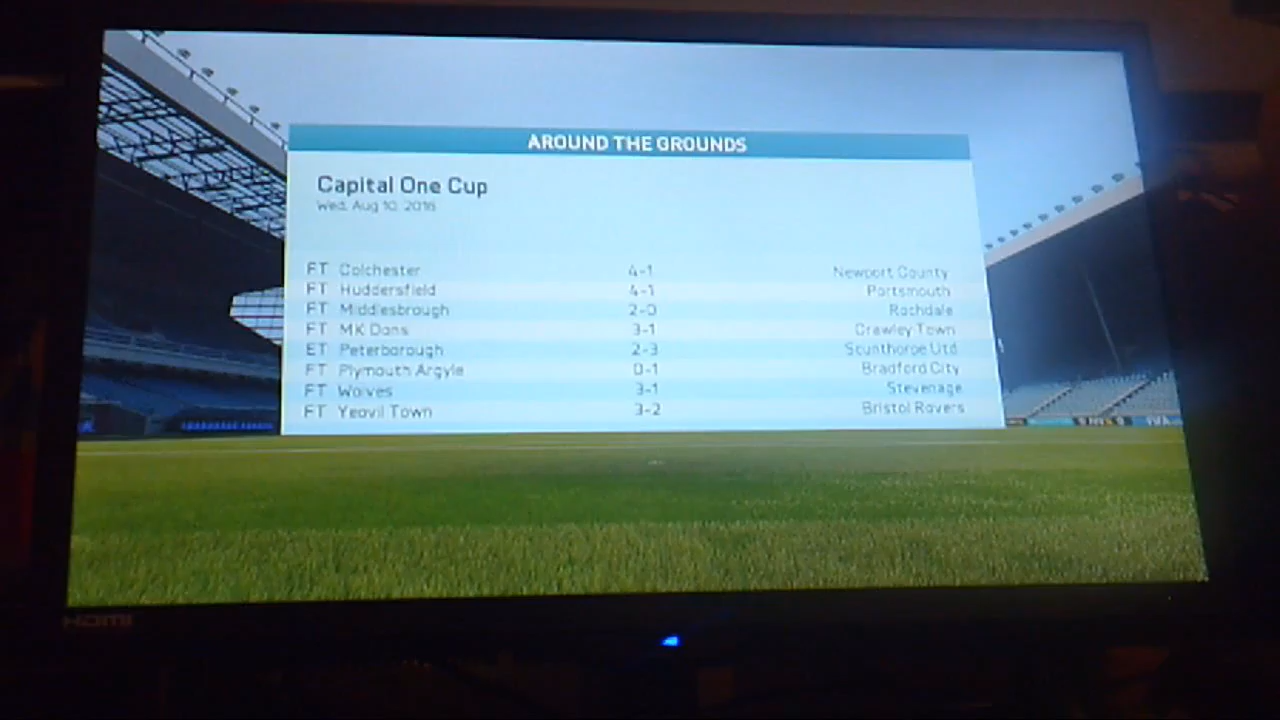 AROUND THE GROUNDS
Capital One Cup
Wed, Aug 10, 2016
FT Colchester 4-1 Newport County
FT Huddersfield 4-1 Portsmouth
FT Middlesbrough 2-0 Rochdale
FT MK Dons 3-1 Crawley Town
ET Peterborough 2-3 Scunthorpe Utd
FT Plymouth Argyle 0-1 Bradford City
FT Wolves 3-1 Stevenage
FT Yeovil Town 3-2 Bristol Rovers
HDMI